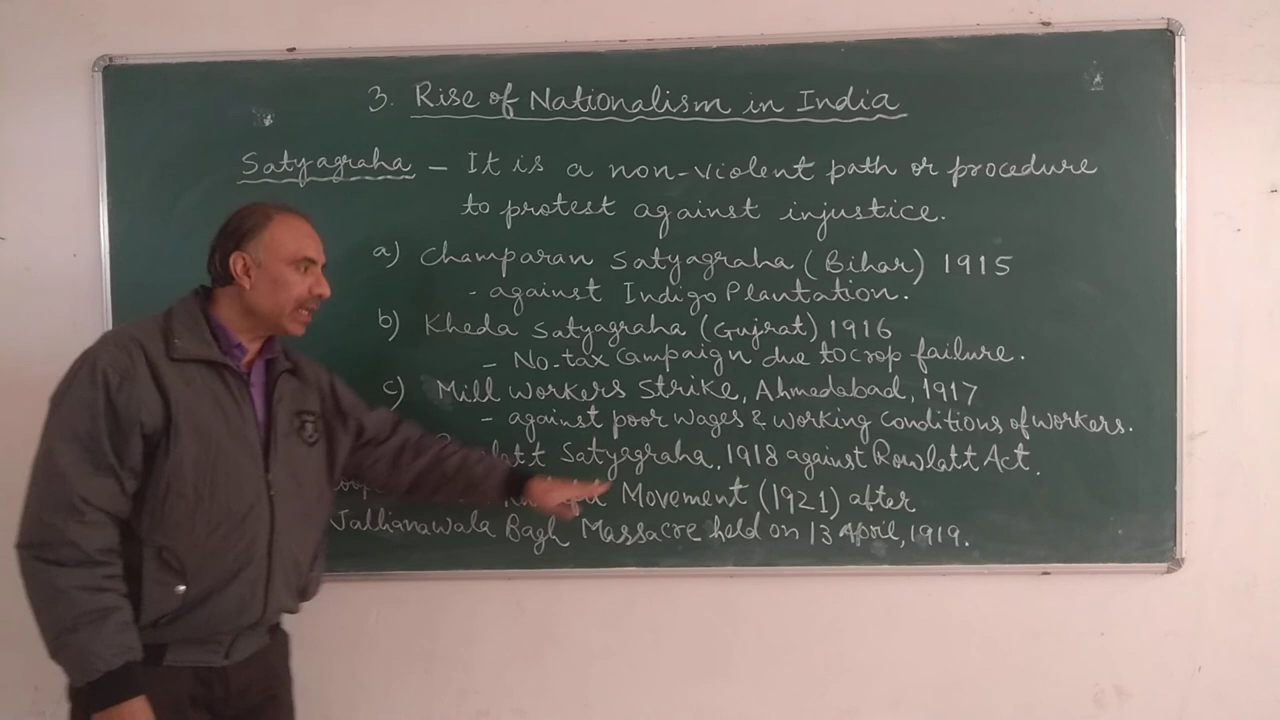 3. Rise of Nationalism in India
Satyagraha – It is a non-violent path or procedure
to protest against injustice.
a) Champaran Satyagraha (Bihar) 1915
- against Indigo Plantation.
b) Kheda Satyagraha (Gujrat) 1916
- No-tax Campaign due to crop failure.
c) Mill Workers Strike, Ahmedabad, 1917
- against poor wages & working Conditions of workers.
Satyagraha, 1918 against Rowlatt Act.
Movement (1921) after
Jallianawala Bagh Massacre held on 13 April, 1919.